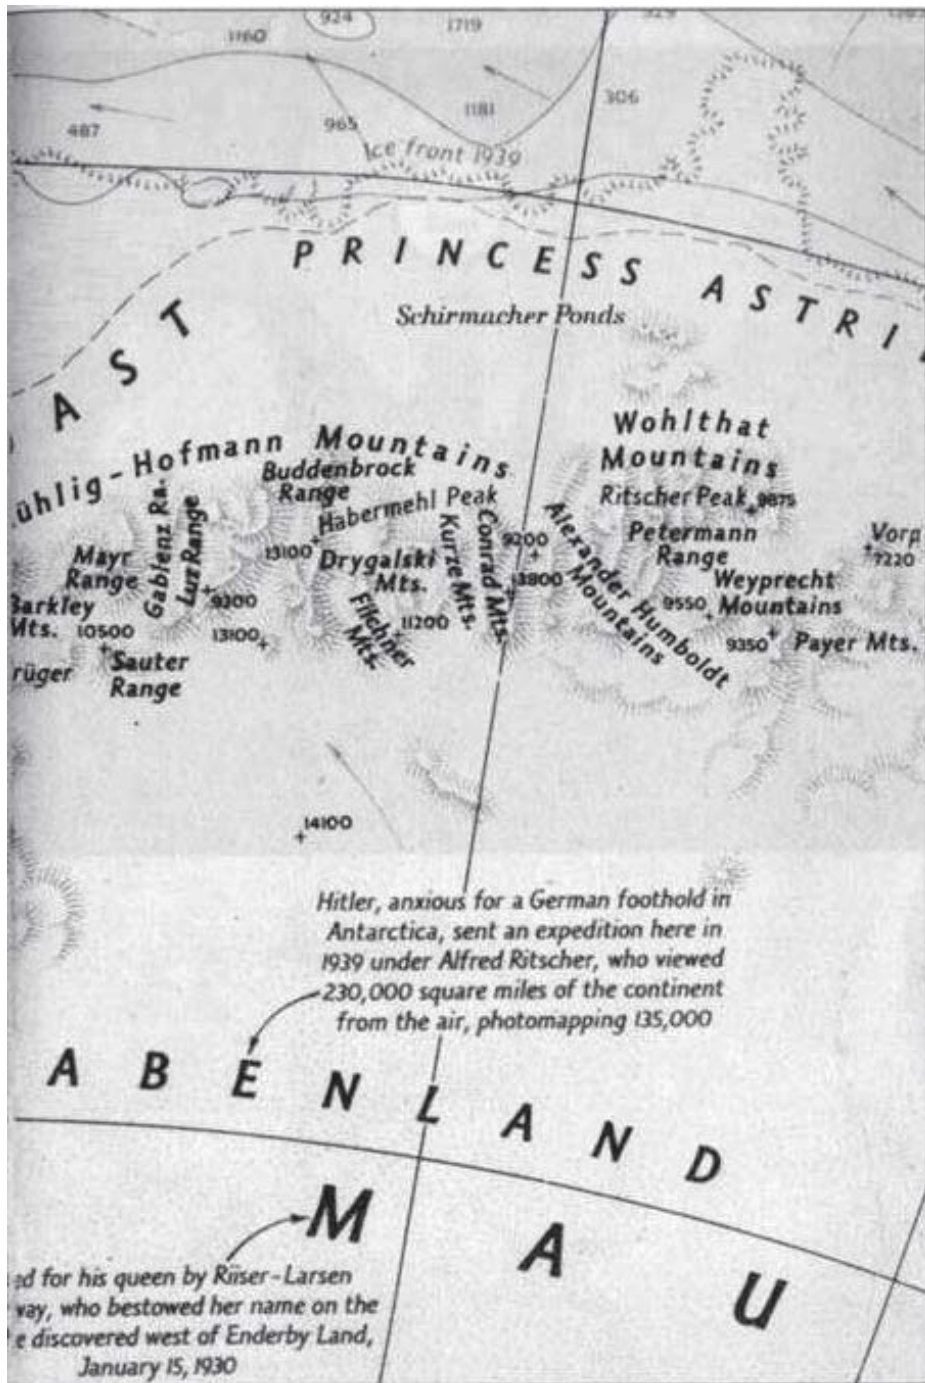 924
1719
1160
306
1181
487
965
Ice front 1939
PRINCESS ASTRI
AST
Schirmacher Ponds
Wohlthat
Mountains
ühlig-Hofmann Mountains
Buddenbrock
Range
Habermehl Peak
Ritscher Peak
9875
Gablenz Ra.
Luz Range
Kurze Mts.
Conrad Mts.
9200
Alexander Humboldt
Mountains
Petermann
Range
Vorp
7220
13100
Mayr
Range
Drygalski
Mts.
Weyprecht
Mountains
9550
9200
Barkley
Mts.
10500
13100
Filchner
Mts.
11200
9350
Payer Mts.
rüger
Sauter
Range
14100
Hitler, anxious for a German foothold in
Antarctica, sent an expedition here in
1939 under Alfred Ritscher, who viewed
230,000 square miles of the continent
from the air, photomapping 135,000
ABENLAND
MAU
ed for his queen by Riiser-Larsen
way, who bestowed her name on the
e discovered west of Enderby Land,
January 15, 1930